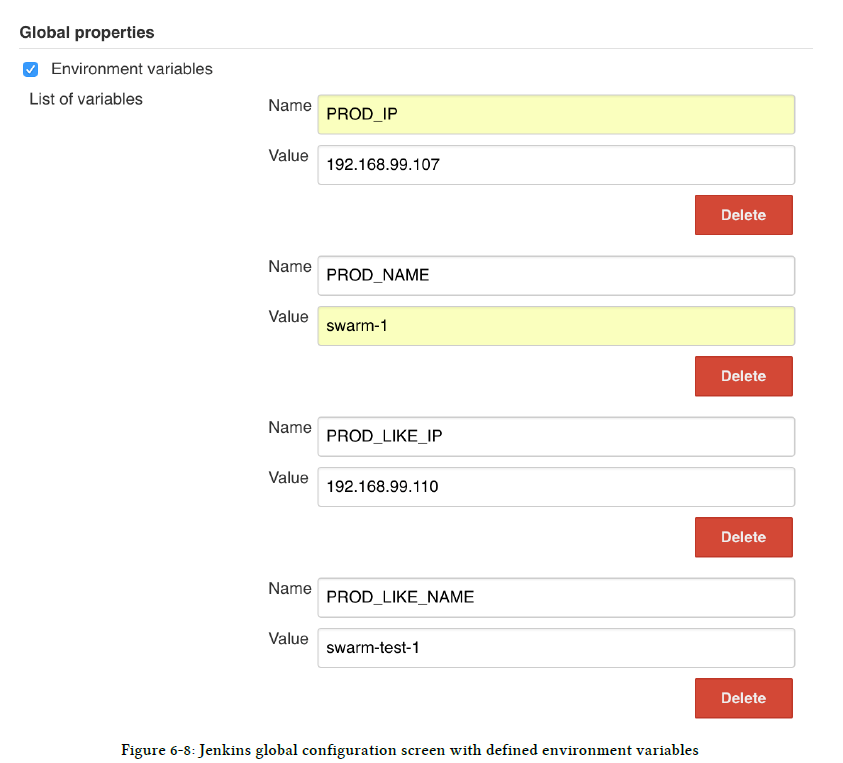 Global properties
Environment variables
List of variables
Name PROD_IP
Value 192.168.99.107
Delete
Name PROD_NAME
Value swarm-1
Delete
Name PROD_LIKE_IP
Value 192.168.99.110
Delete
Name PROD_LIKE_NAME
Value swarm-test-1
Delete
Figure 6-8: Jenkins global configuration screen with defined environment variables